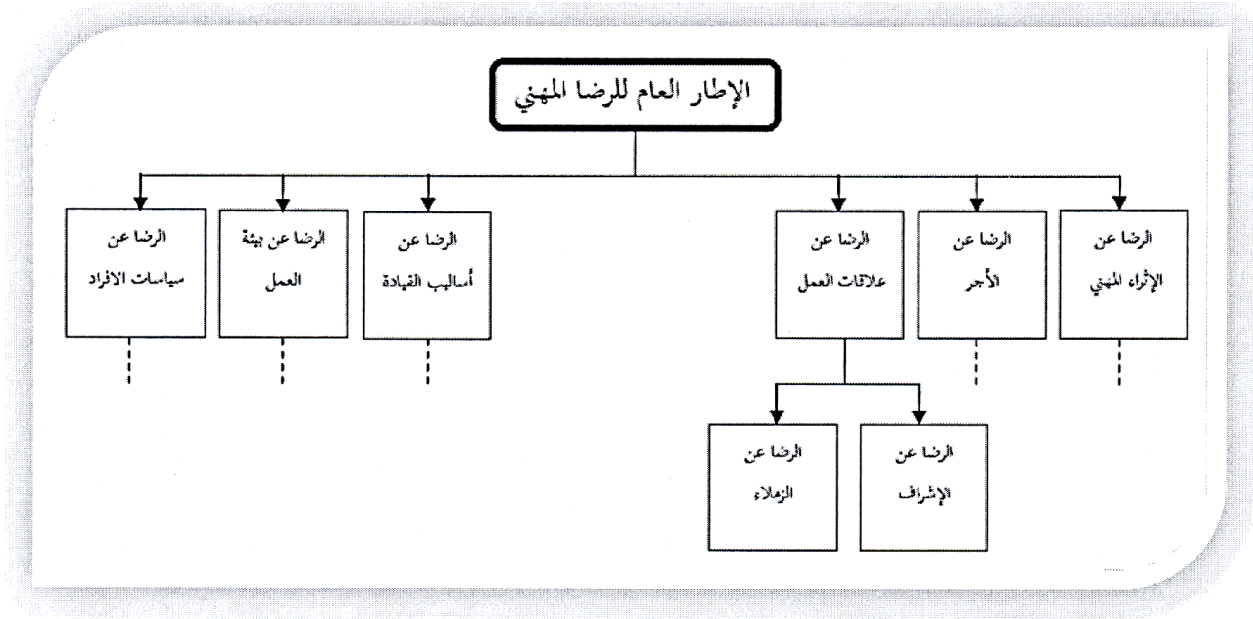 الإطار العام للرضا المهني
الرضا عن
الإثراء المهني
الرضا عن
الأجر
الرضا عن
علاقات العمل
الرضا عن
أساليب القيادة
الرضا عن بيئة
العمل
الرضا عن
سياسات الافراد
الرضا عن
الإشراف
الرضا عن
الزملاء